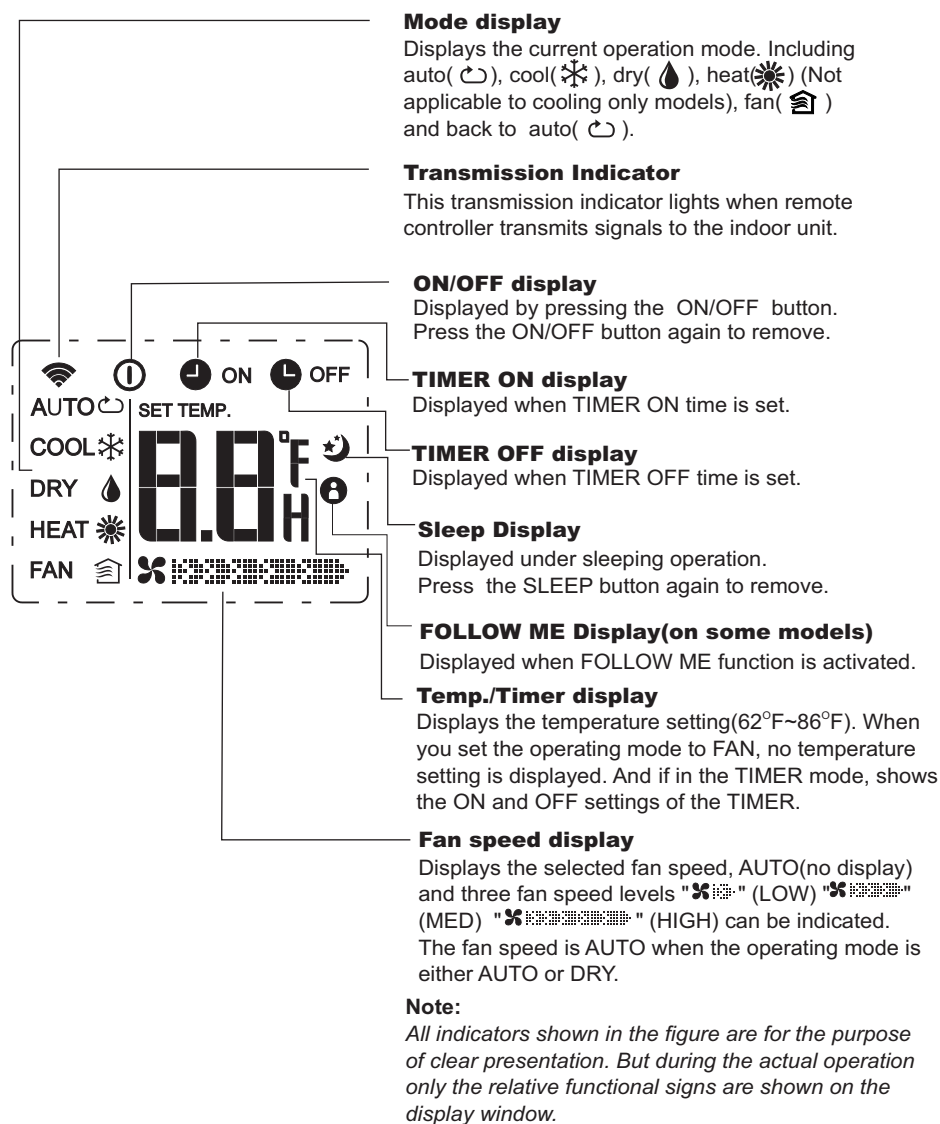 Mode display
Displays the current operation mode. Including
auto( ), cool( ), dry( ), heat( ) (Not
applicable to cooling only models), fan( )
and back to auto( ).
Transmission Indicator
This transmission indicator lights when remote
controller transmits signals to the indoor unit.
ON/OFF display
Displayed by pressing the ON/OFF button.
Press the ON/OFF button again to remove.
ON OFF
AUTO SET TEMP.
COOL 8.8 °F
DRY
HEAT H
FAN
TIMER ON display
Displayed when TIMER ON time is set.
TIMER OFF display
Displayed when TIMER OFF time is set.
Sleep Display
Displayed under sleeping operation.
Press the SLEEP button again to remove.
FOLLOW ME Display(on some models)
Displayed when FOLLOW ME function is activated.
Temp./Timer display
Displays the temperature setting(62°F~86°F). When
you set the operating mode to FAN, no temperature
setting is displayed. And if in the TIMER mode, shows
the ON and OFF settings of the TIMER.
Fan speed display
Displays the selected fan speed, AUTO(no display)
and three fan speed levels " " (LOW) " "
(MED) " " (HIGH) can be indicated.
The fan speed is AUTO when the operating mode is
either AUTO or DRY.
Note:
All indicators shown in the figure are for the purpose
of clear presentation. But during the actual operation
only the relative functional signs are shown on the
display window.